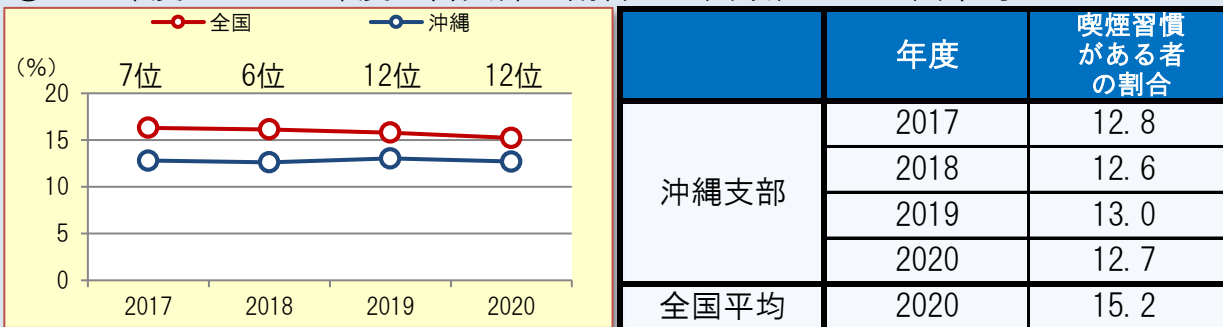 全国 沖縄
(%) 7位 6位 12位 12位
20
15
10
5
0
2017 2018 2019 2020
年度 喫煙習慣
がある者
の割合
沖縄支部
2017 12.8
2018 12.6
2019 13.0
2020 12.7
全国平均 2020 15.2